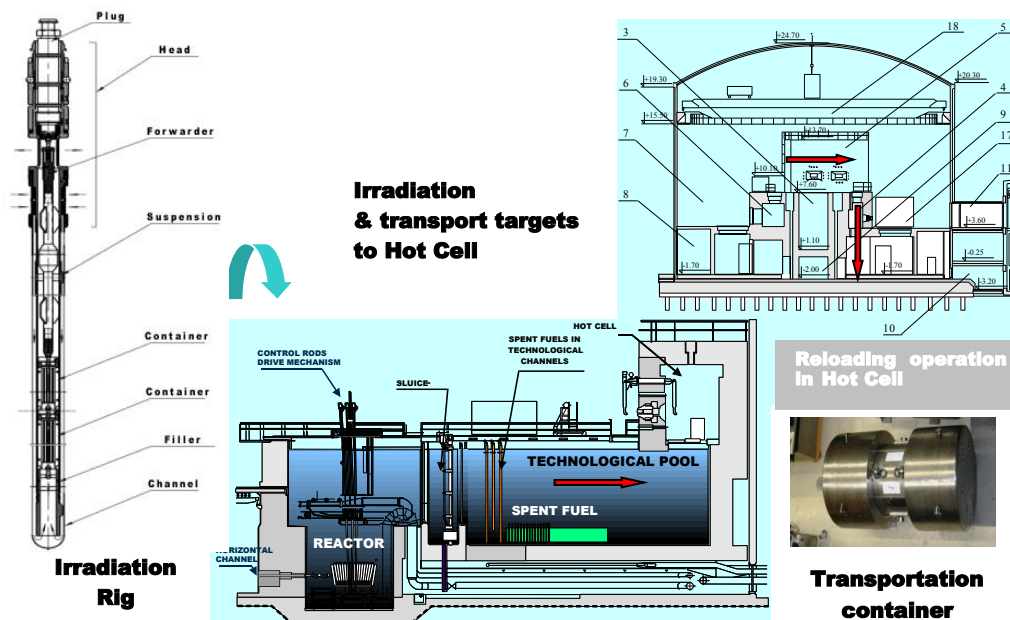 Plug
Head
Forwarder
Suspension
Container
Container
Filler
Channel
Irradiation
Rig
Irradiation
& transport targets
to Hot Cell
3
18
5
6
4
7
9
17
8
11
10
+24.70
+19.30
+20.30
+15.50
+13.70
+10.10
+7.60
+3.60
+1.10
-0.25
-1.70
-2.00
-1.70
-3.20
HOT CELL
SPENT FUELS IN
TECHNOLOGICAL
CHANNELS
CONTROL RODS
DRIVE MECHANISM
SLUICE
TECHNOLOGICAL POOL
SPENT FUEL
REACTOR
HORIZONTAL
CHANNEL
Reloading operation
in Hot Cell
Transportation
container